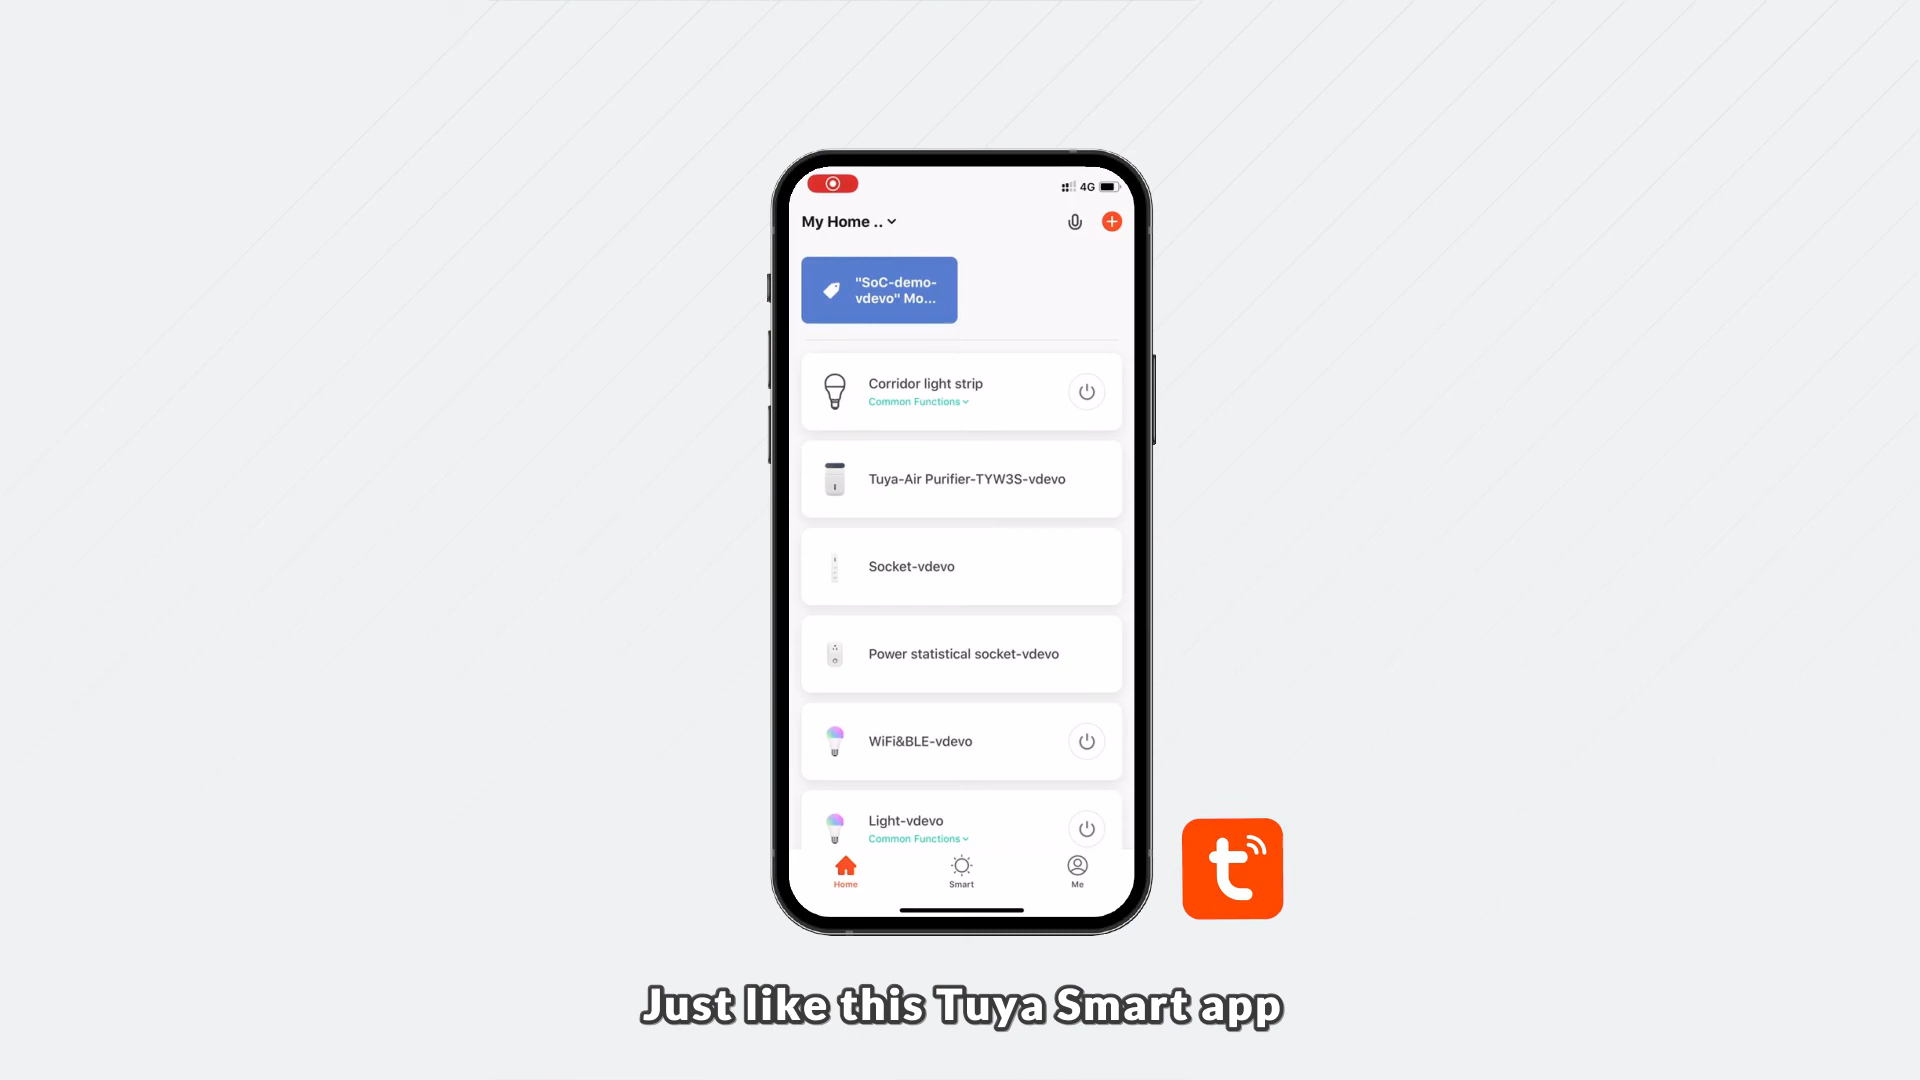 4G
My Home ..
"SoC-demo-
vdevo" Mo...
Corridor light strip
Common Functions
Tuya-Air Purifier-TYW3S-vdevo
Socket-vdevo
Power statistical socket-vdevo
WiFi&BLE-vdevo
Light-vdevo
Common Functions
Home
Smart
Me
t
Just like this Tuya Smart app